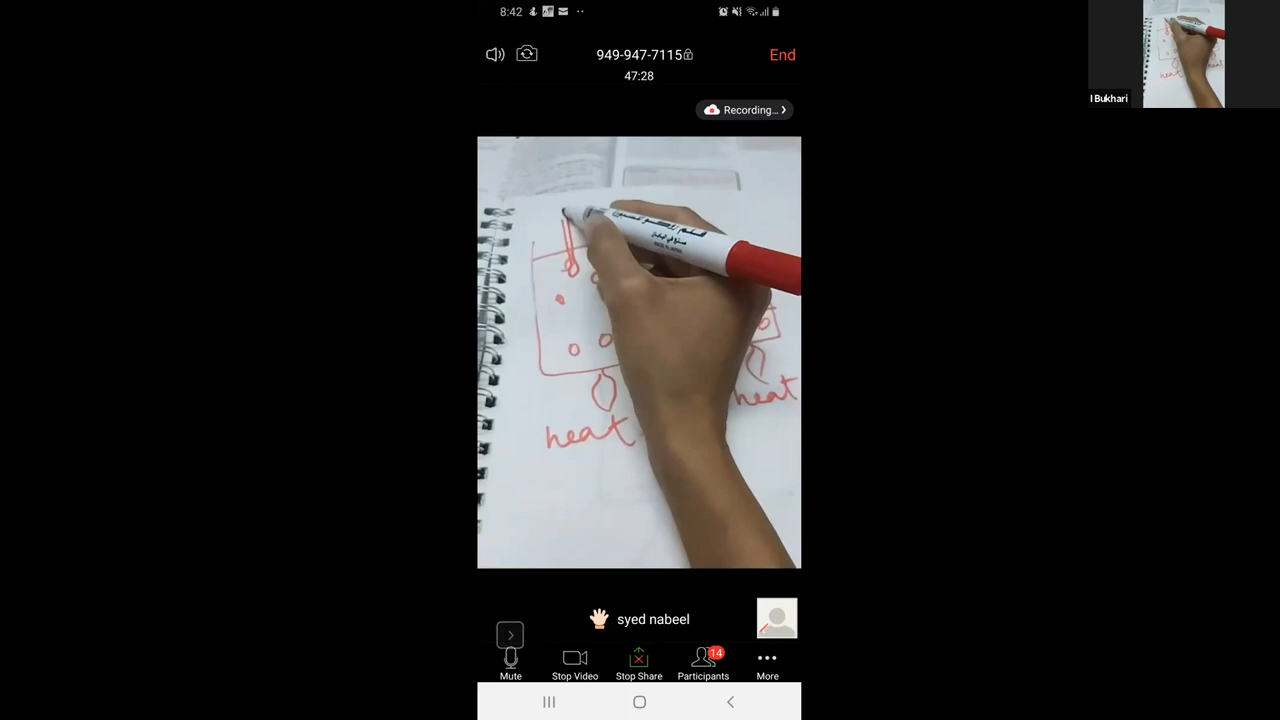 8:42
949-947-7115
End
47:28
Recording...
I Bukhari
heat
heat
syed nabeel
Mute
Stop Video
Stop Share
Participants
14
More